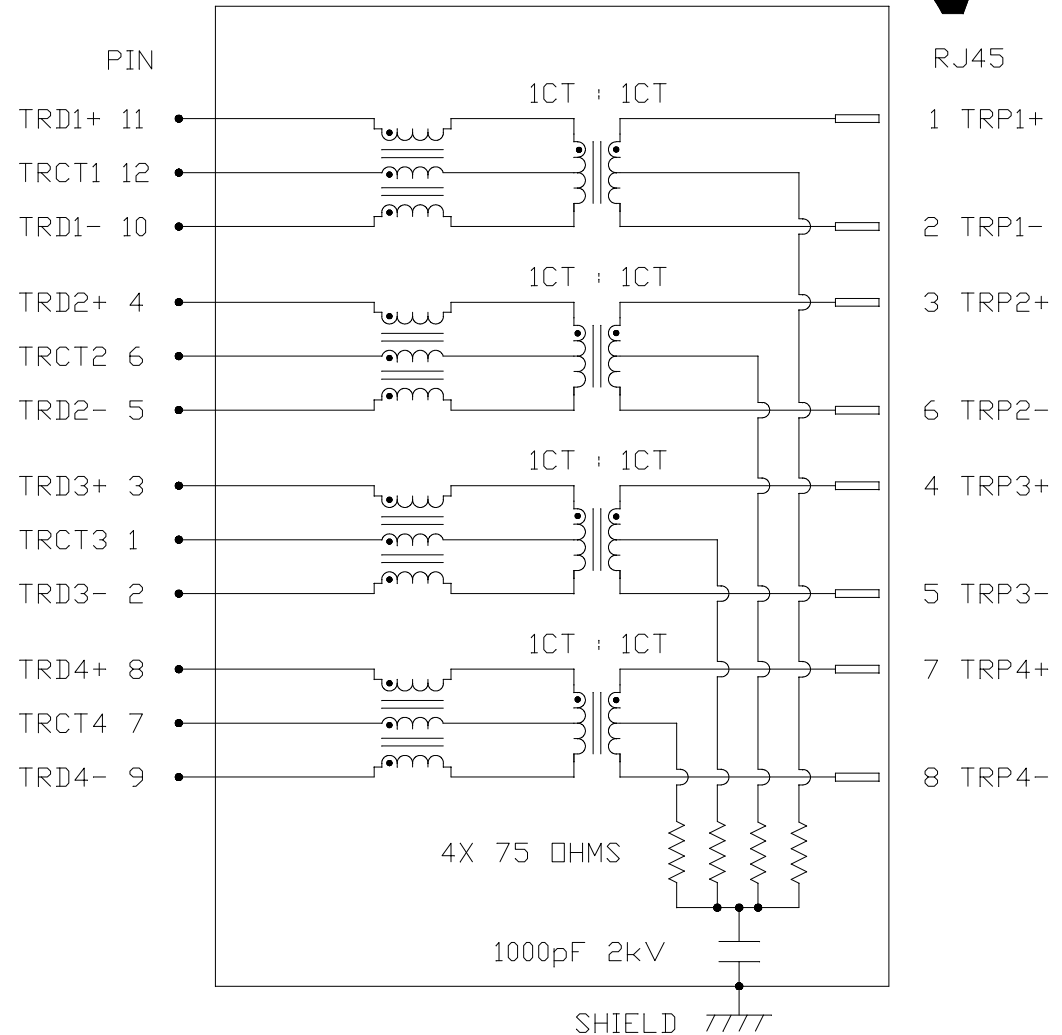 PIN RJ45
1CT : 1CT
TRD1+ 11 1 TRP1+
TRCT1 12
TRD1- 10 2 TRP1-
1CT : 1CT
TRD2+ 4 3 TRP2+
TRCT2 6
TRD2- 5 6 TRP2-
1CT : 1CT
TRD3+ 3 4 TRP3+
TRCT3 1
TRD3- 2 5 TRP3-
1CT : 1CT
TRD4+ 8 7 TRP4+
TRCT4 7
TRD4- 9 8 TRP4-
4X 75 OHMS
1000pF 2kV
SHIELD